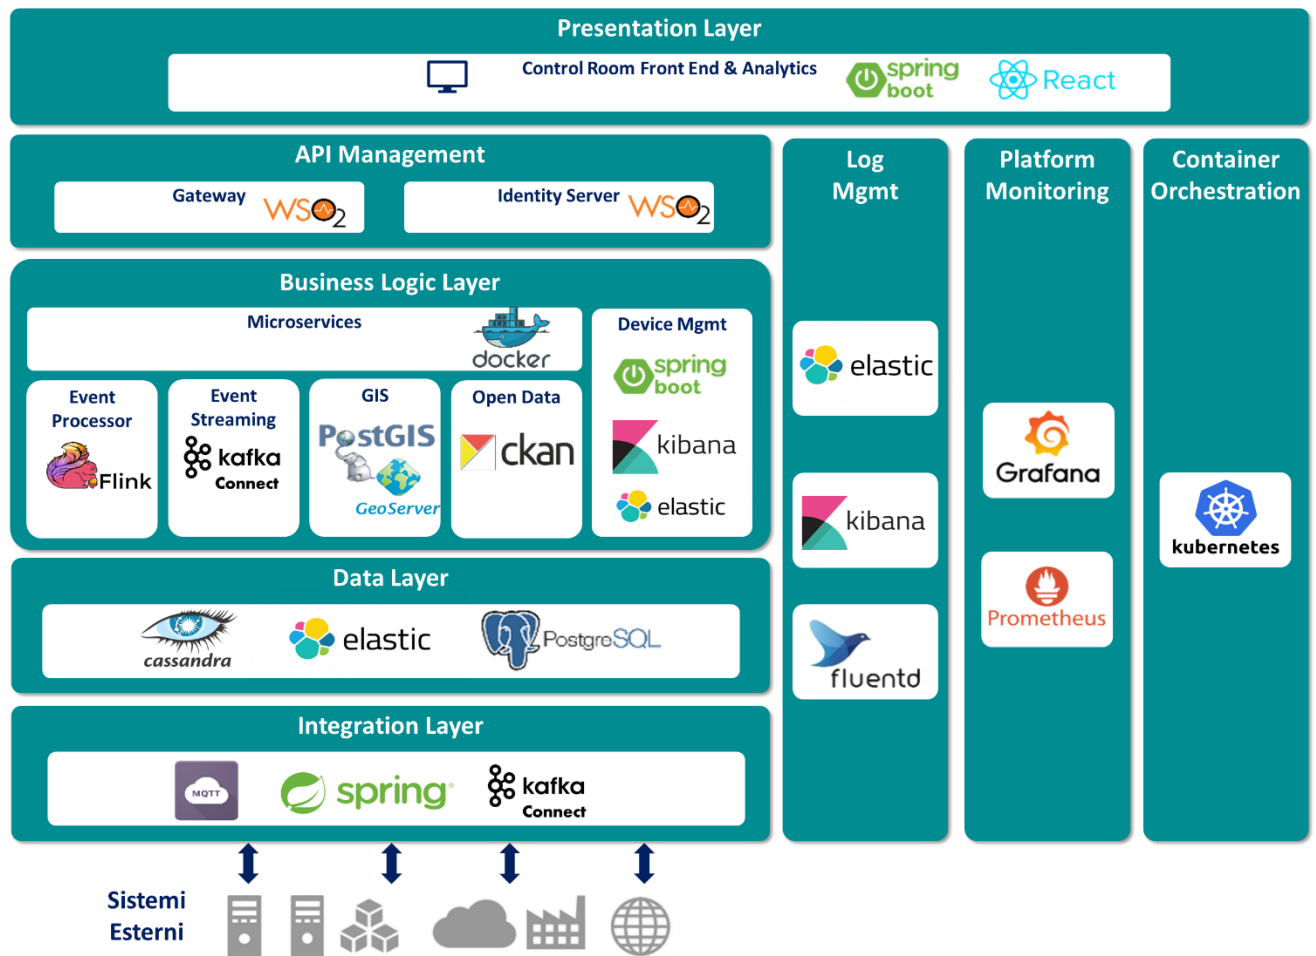 Presentation Layer
Control Room Front End & Analytics
spring
boot
React
API Management
Gateway
WSO2
Identity Server
WSO2
Log
Mgmt
Platform
Monitoring
Container
Orchestration
Business Logic Layer
Microservices
docker
Device Mgmt
spring
boot
kibana
elastic
Event
Processor
Flink
Event
Streaming
kafka
Connect
GIS
PostGIS
GeoServer
Open Data
ckan
elastic
kibana
fluentd
Grafana
Prometheus
kubernetes
Data Layer
cassandra
elastic
PostgreSQL
Integration Layer
MQTT
spring
kafka
Connect
Sistemi
Esterni